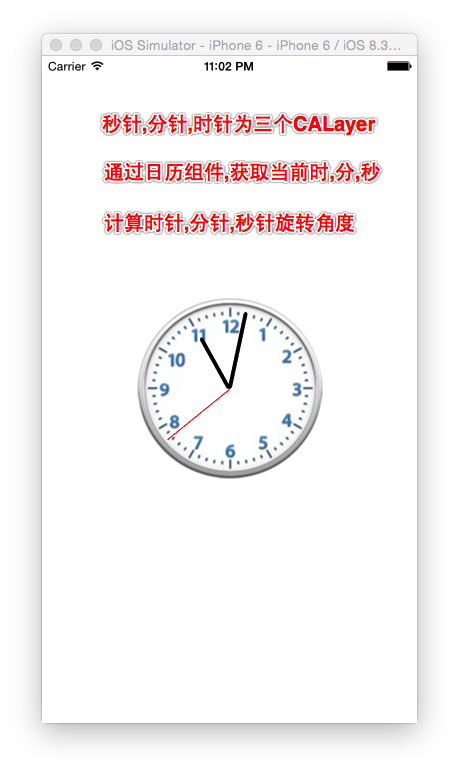 iOS Simulator - iPhone 6 - iPhone 6 / iOS 8.3...
Carrier 11:02 PM
秒针,分针,时针为三个CALayer
通过日历组件,获取当前时,分,秒
计算时针,分针,秒针旋转角度
12
11 1
10 2
9 3
8 4
7 5
6